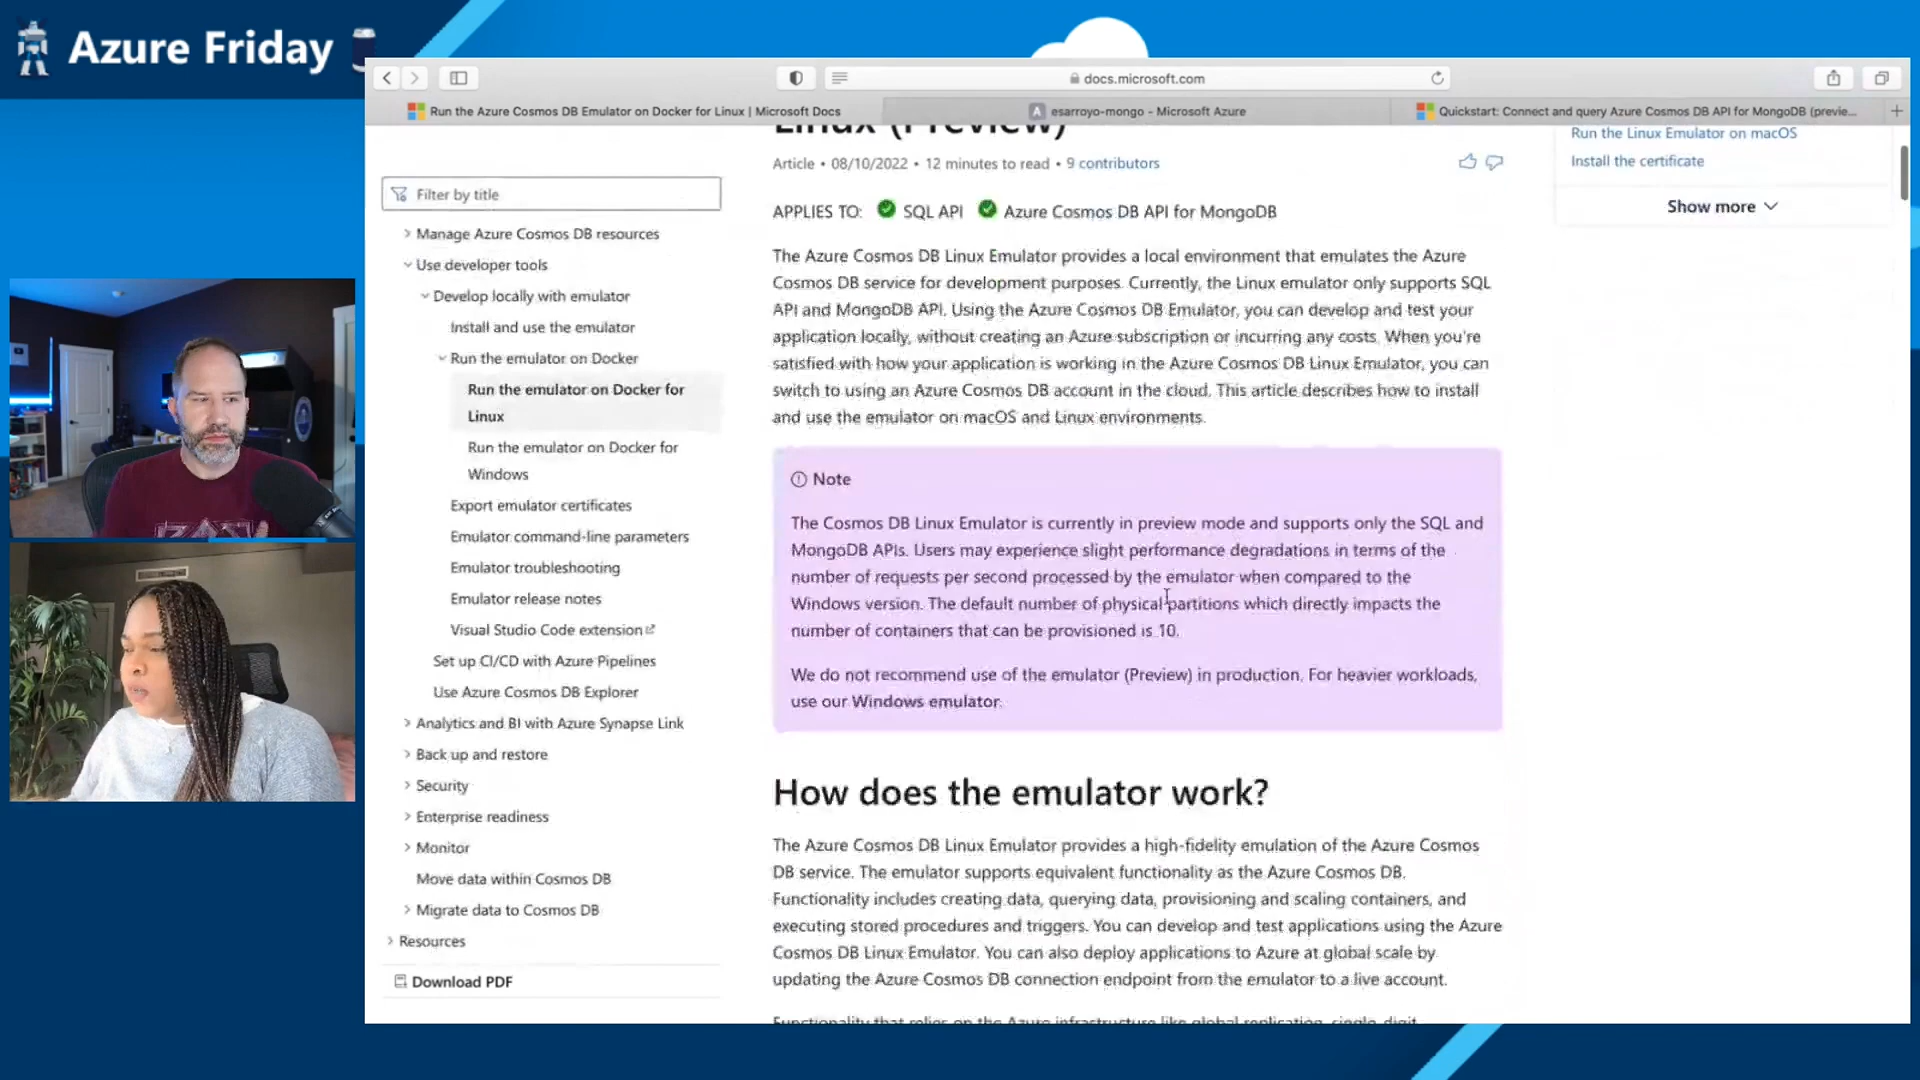 Azure Friday
docs.microsoft.com
Run the Azure Cosmos DB Emulator on Docker for Linux | Microsoft Docs
A esarroyo-mongo - Microsoft Azure
Quickstart: Connect and query Azure Cosmos DB API for MongoDB (previe...
Filter by title
Manage Azure Cosmos DB resources
Use developer tools
Develop locally with emulator
Install and use the emulator
Run the emulator on Docker
Run the emulator on Docker for
Linux
Run the emulator on Docker for
Windows
Export emulator certificates
Emulator command-line parameters
Emulator troubleshooting
Emulator release notes
Visual Studio Code extension
Set up CI/CD with Azure Pipelines
Use Azure Cosmos DB Explorer
Analytics and BI with Azure Synapse Link
Back up and restore
Security
Enterprise readiness
Monitor
Move data within Cosmos DB
Migrate data to Cosmos DB
Resources
Download PDF
Linux (Preview)
Article • 08/10/2022 • 12 minutes to read • 9 contributors
APPLIES TO: SQL API Azure Cosmos DB API for MongoDB
The Azure Cosmos DB Linux Emulator provides a local environment that emulates the Azure
Cosmos DB service for development purposes. Currently, the Linux emulator only supports SQL
API and MongoDB API. Using the Azure Cosmos DB Emulator, you can develop and test your
application locally, without creating an Azure subscription or incurring any costs. When you're
satisfied with how your application is working in the Azure Cosmos DB Linux Emulator, you can
switch to using an Azure Cosmos DB account in the cloud. This article describes how to install
and use the emulator on macOS and Linux environments.
Note
The Cosmos DB Linux Emulator is currently in preview mode and supports only the SQL and
MongoDB APIs. Users may experience slight performance degradations in terms of the
number of requests per second processed by the emulator when compared to the
Windows version. The default number of physical partitions which directly impacts the
number of containers that can be provisioned is 10.
We do not recommend use of the emulator (Preview) in production. For heavier workloads,
use our Windows emulator.
How does the emulator work?
The Azure Cosmos DB Linux Emulator provides a high-fidelity emulation of the Azure Cosmos
DB service. The emulator supports equivalent functionality as the Azure Cosmos DB.
Functionality includes creating data, querying data, provisioning and scaling containers, and
executing stored procedures and triggers. You can develop and test applications using the Azure
Cosmos DB Linux Emulator. You can also deploy applications to Azure at global scale by
updating the Azure Cosmos DB connection endpoint from the emulator to a live account.
Functionality that relies on the Azure infrastructure like global replication, single-digit
Run the Linux Emulator on macOS
Install the certificate
Show more